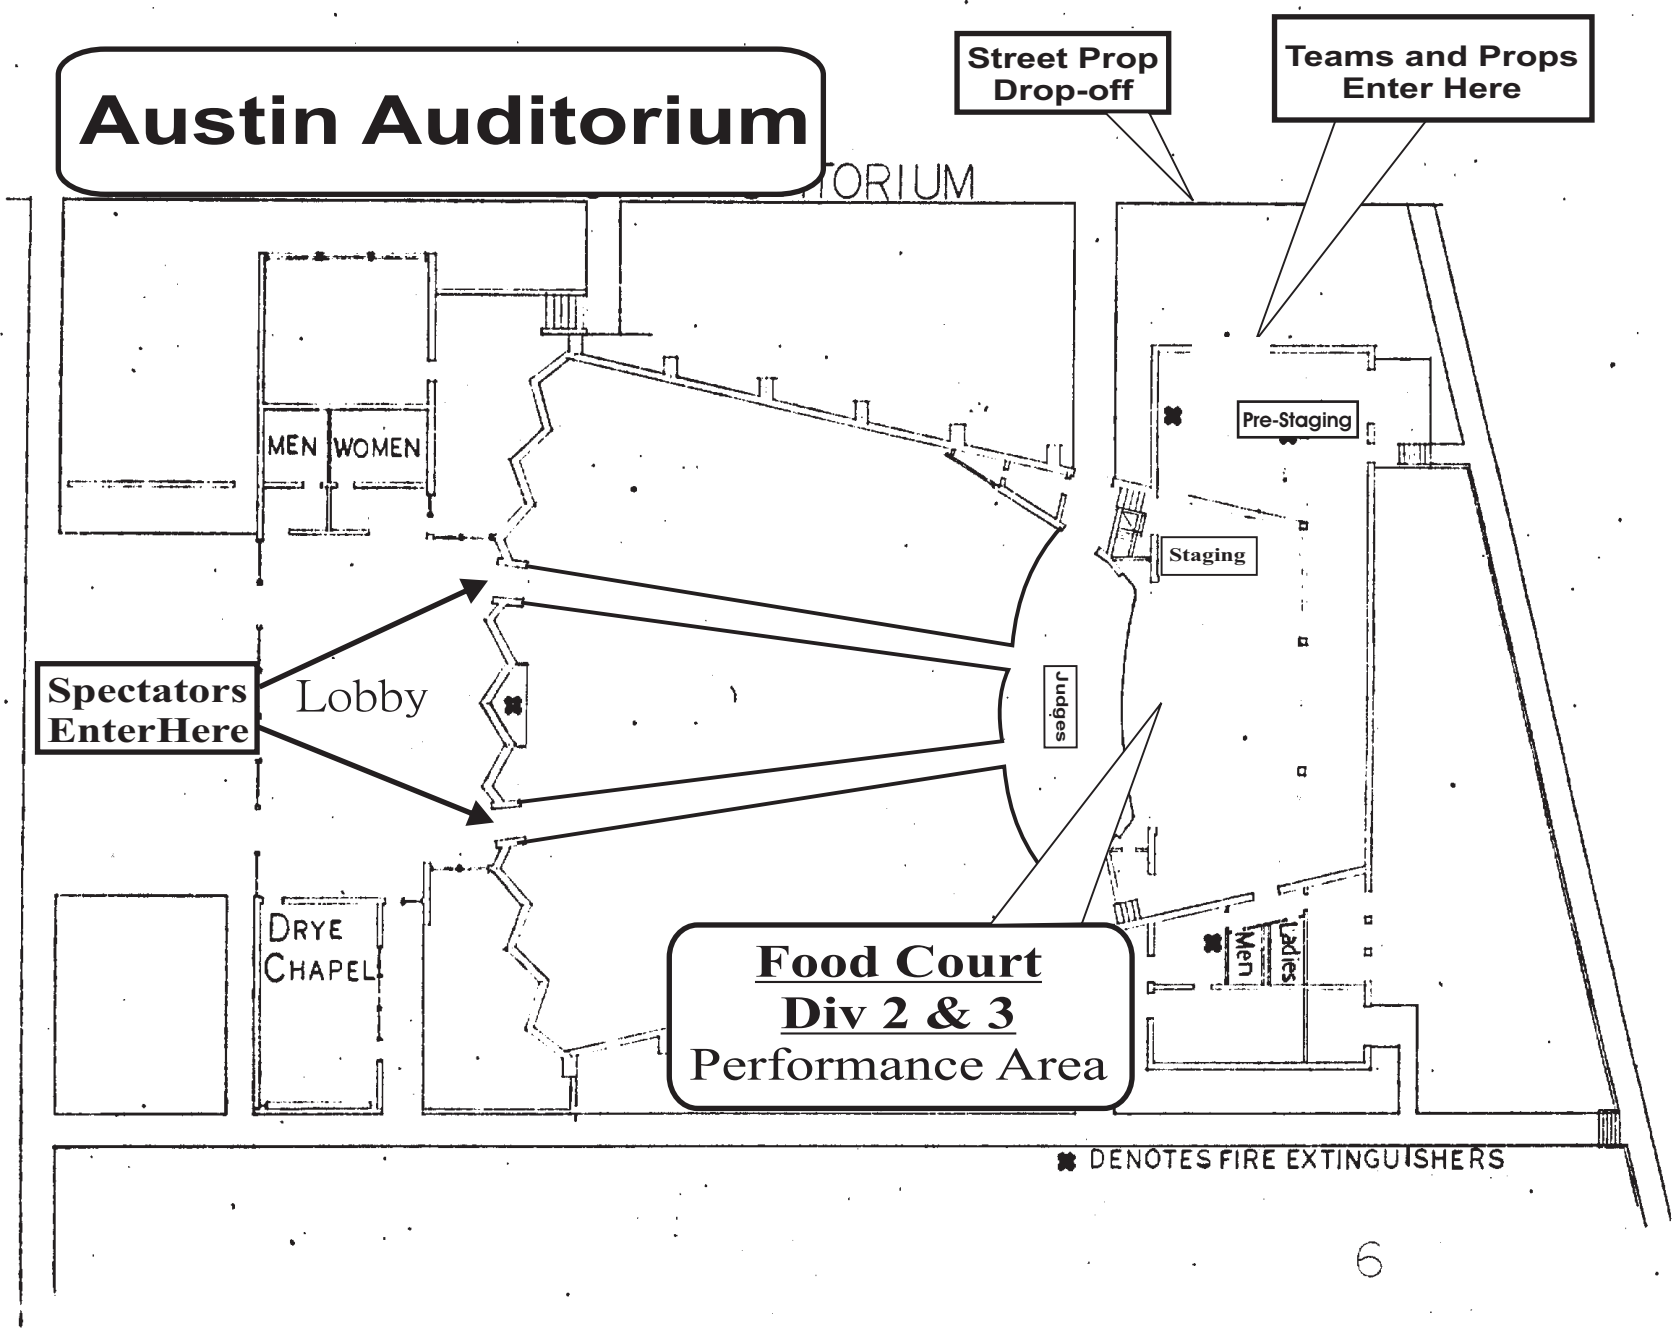 Street Prop
Drop-off
Teams and Props
Enter Here
Austin Auditorium
TORIUM
MEN
WOMEN
Pre-Staging
Staging
Spectators
EnterHere
Lobby
Judges
DRYE
CHAPEL
Food Court
Div 2 & 3
Performance Area
Men
Ladies
DENOTES FIRE EXTINGUISHERS
6